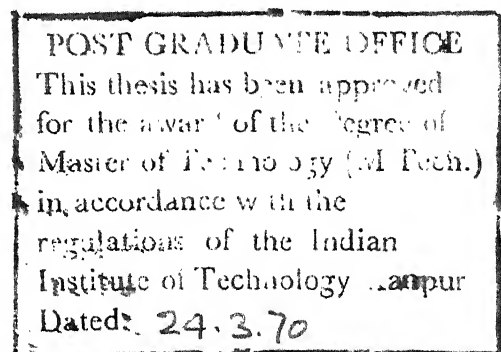 POST GRADUATE OFFICE
This thesis has been approved
for the award of the Degree of
Master of Technology (M Tech.)
in accordance with the
regulations of the Indian
Institute of Technology Kanpur
Dated. 24.3.70